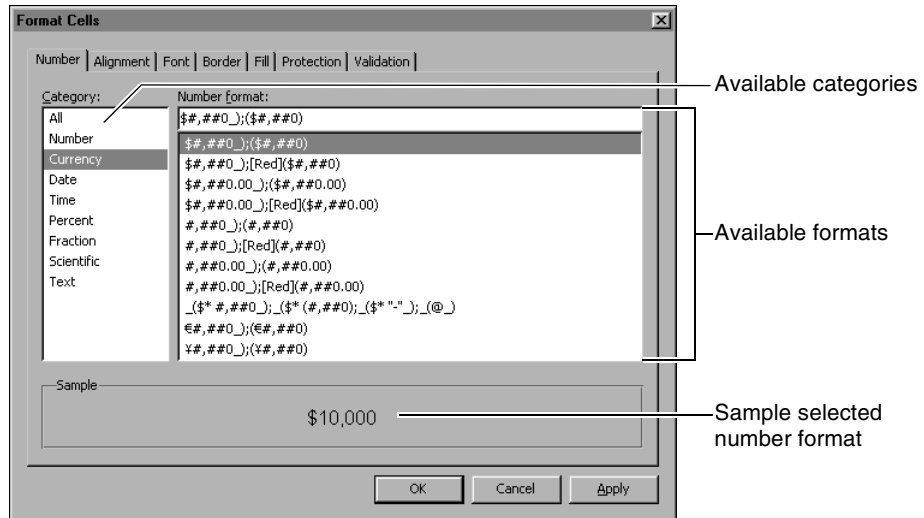 Format Cells
Number Alignment Font Border Fill Protection Validation
Category:
All
Number
Currency
Date
Time
Percent
Fraction
Scientific
Text
Number format:
$#,##0_);($#,##0)
$#,##0_);($#,##0)
$#,##0_);[Red]($#,##0)
$#,##0.00_);($#,##0.00)
$#,##0.00_);[Red]($#,##0.00)
#,##0_);(#,##0)
#,##0_);[Red](#,##0)
#,##0.00_);(#,##0.00)
#,##0.00_);[Red](#,##0.00)
_($* #,##0_);_($* (#,##0);_($* "-"_);_(@_)
€#,##0_);(€#,##0)
¥#,##0_);(¥#,##0)
Sample
$10,000
OK Cancel Apply
Available categories
Available formats
Sample selected
number format